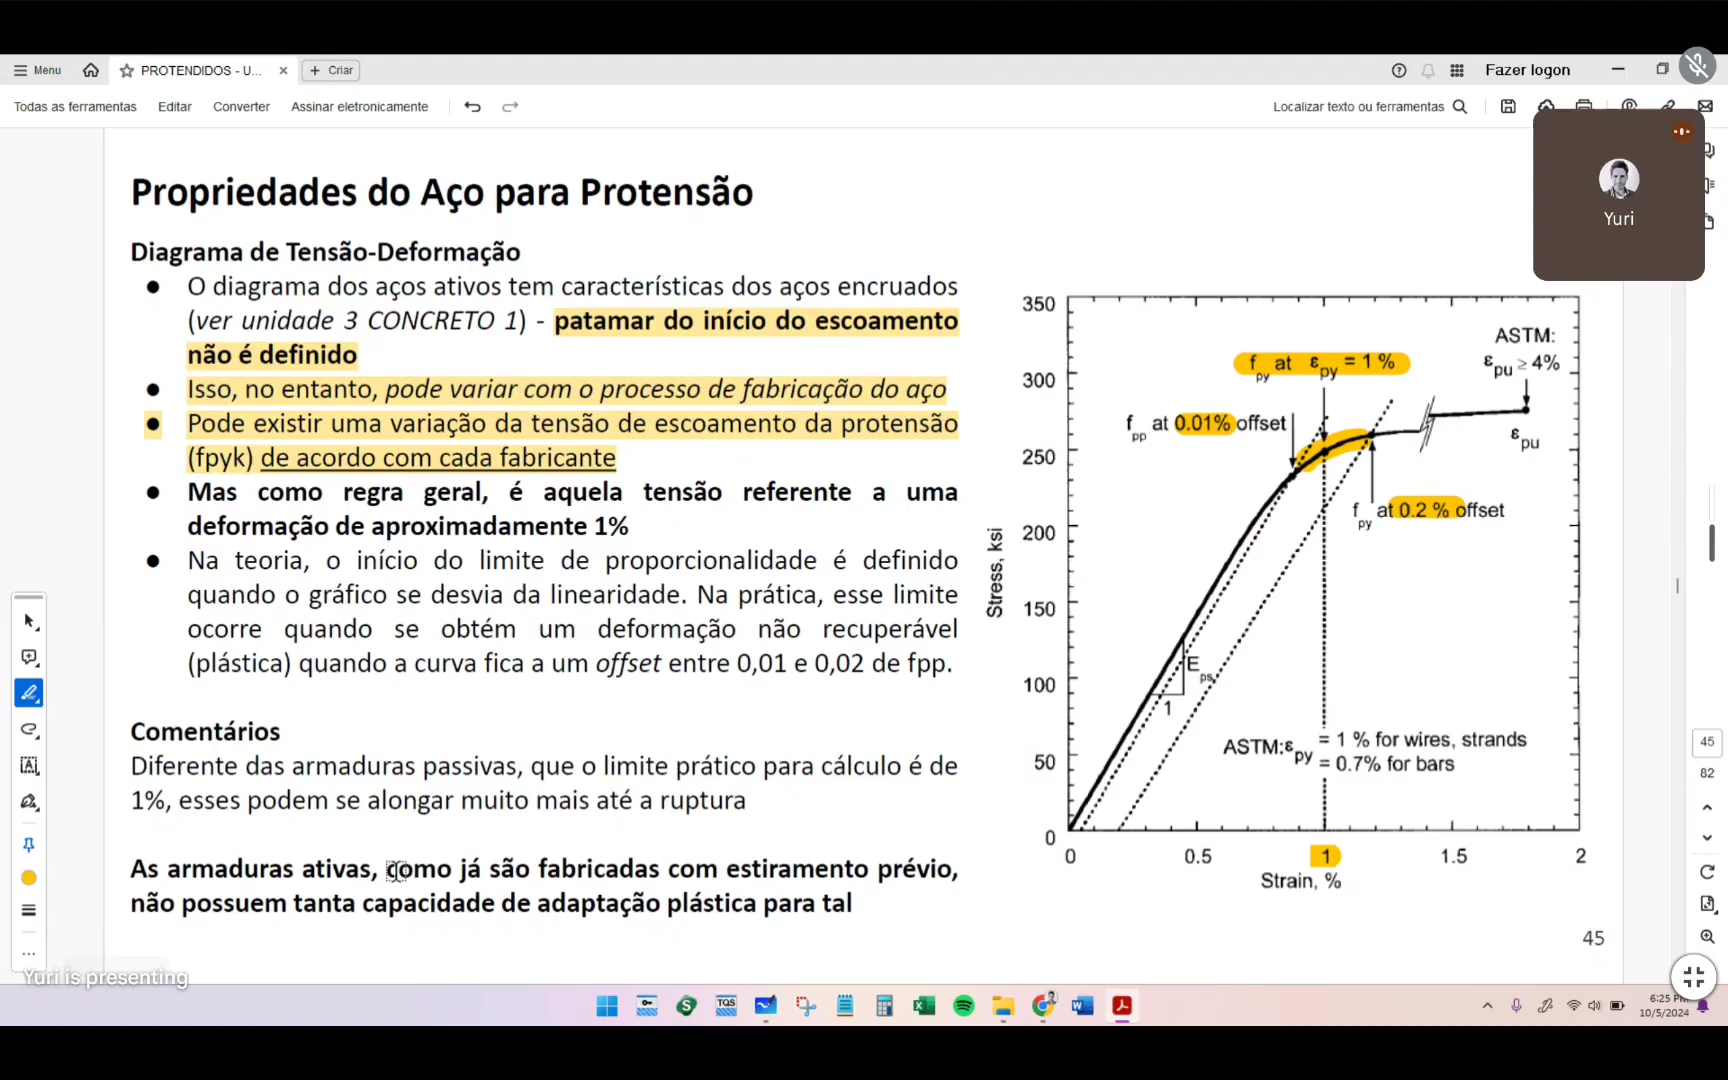 Menu
PROTENDIDOS - U...
Criar
Fazer logon
Todas as ferramentas
Editar
Converter
Assinar eletronicamente
Localizar texto ou ferramentas
Yuri
Propriedades do Aço para Protensão
Diagrama de Tensão-Deformação
● O diagrama dos aços ativos tem características dos aços encruados
(ver unidade 3 CONCRETO 1) - patamar do início do escoamento
não é definido
● Isso, no entanto, pode variar com o processo de fabricação do aço
● Pode existir uma variação da tensão de escoamento da protensão
(fpyk) de acordo com cada fabricante
● Mas como regra geral, é aquela tensão referente a uma
deformação de aproximadamente 1%
● Na teoria, o início do limite de proporcionalidade é definido
quando o gráfico se desvia da linearidade. Na prática, esse limite
ocorre quando se obtém um deformação não recuperável
(plástica) quando a curva fica a um offset entre 0,01 e 0,02 de fpp.
Comentários
Diferente das armaduras passivas, que o limite prático para cálculo é de
1%, esses podem se alongar muito mais até a ruptura
As armaduras ativas, como já são fabricadas com estiramento prévio,
não possuem tanta capacidade de adaptação plástica para tal
350
300
250
200
150
100
50
0
Stress, ksi
0
0.5
1
1.5
2
Strain, %
ASTM:
εpu ≥ 4%
fpy at εpy = 1 %
fpp at 0.01% offset
εpu
fpy at 0.2 % offset
Eps
1
ASTM: εpy = 1 % for wires, strands
= 0.7% for bars
45
45
82
Yuri is presenting
TQS
6:25 PM
10/5/2024